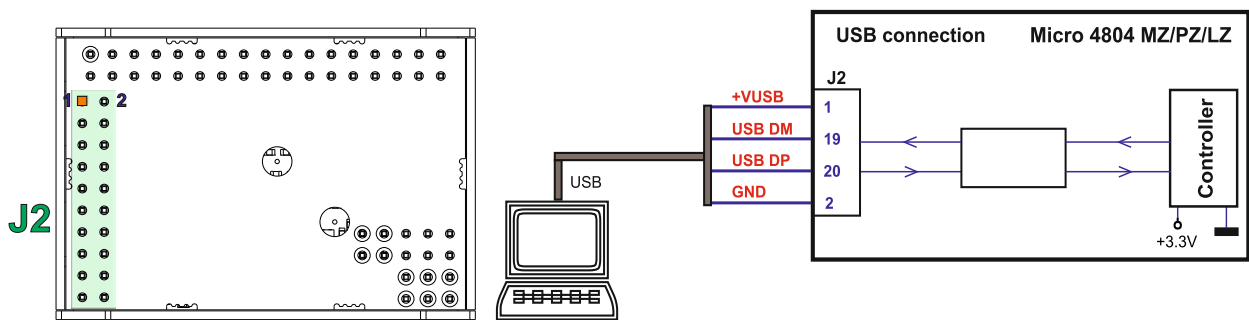 1 2
J2
USB
USB connection
Micro 4804 MZ/PZ/LZ
J2
+VUSB 1
USB DM 19
USB DP 20
GND 2
Controller
+3.3V